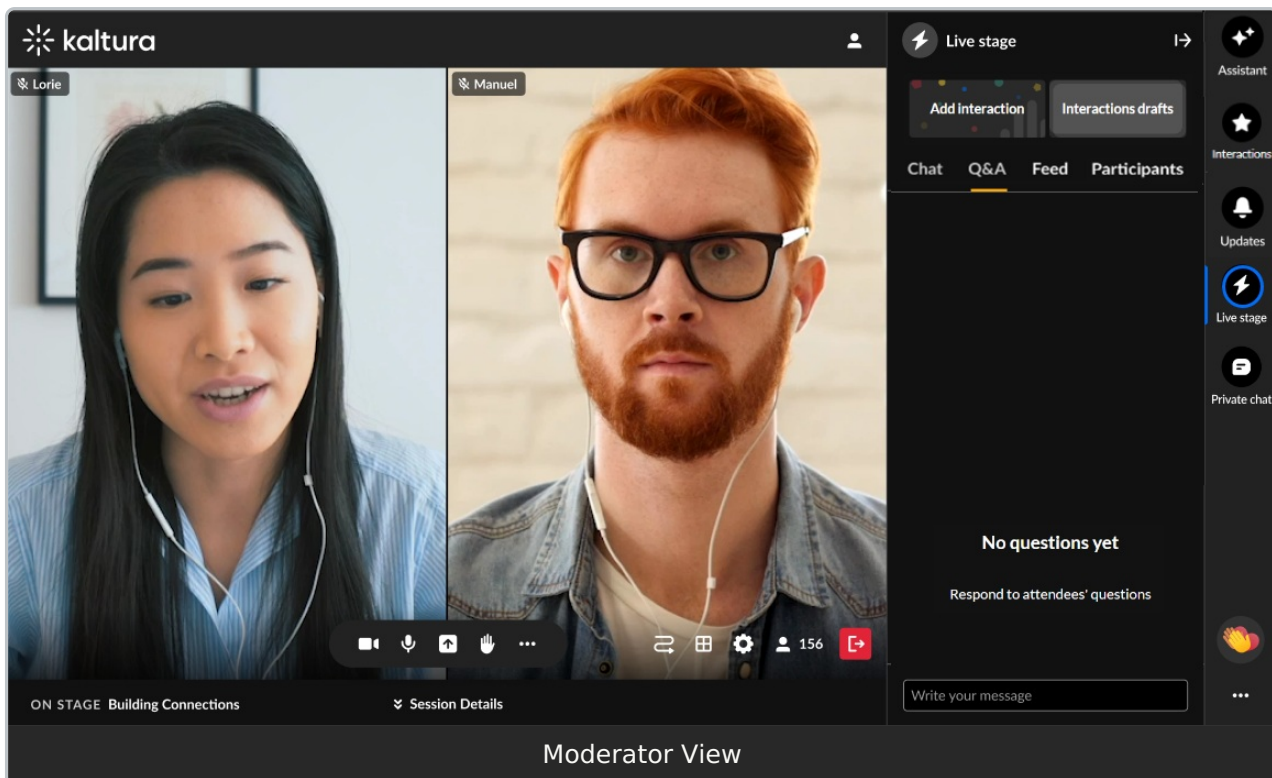 kaltura
Lorie
Manuel
Live stage
Add interaction
Interactions drafts
Chat
Q&A
Feed
Participants
No questions yet
Respond to attendees' questions
Write your message
156
ON STAGE Building Connections
Session Details
Assistant
Interactions
Updates
Live stage
Private chat
Moderator View